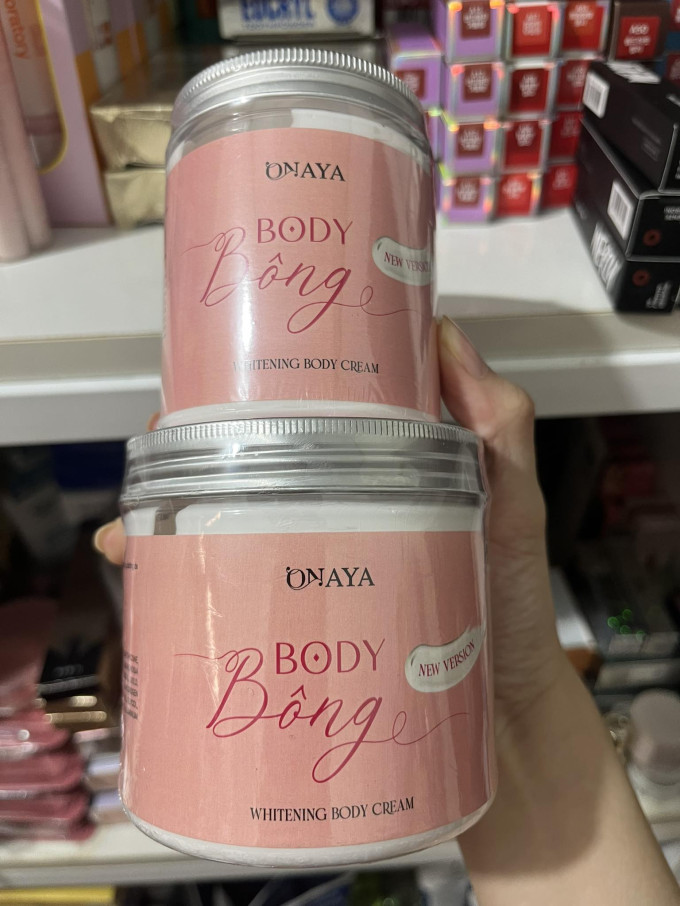 ONAYA
BODY
Bông
NEW VERSION
WHITENING BODY CREAM
ONAYA
BODY
Bông
NEW VERSION
WHITENING BODY CREAM